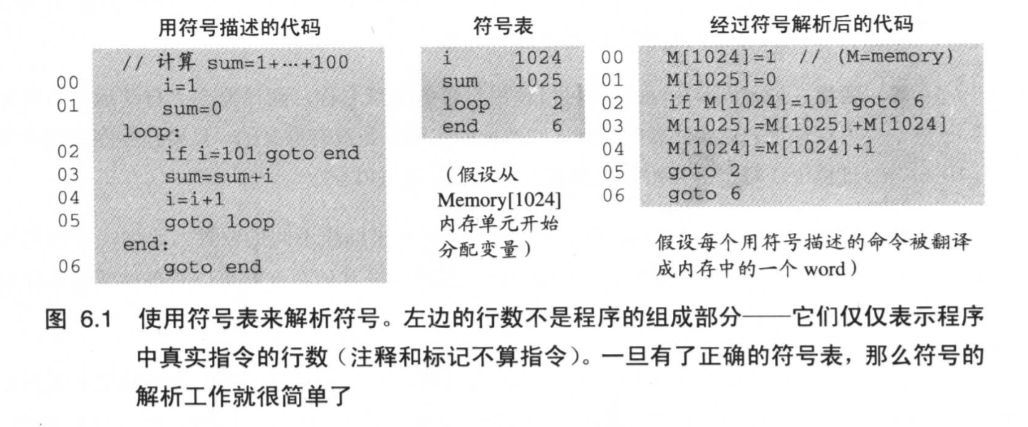 用符号描述的代码
// 计算 sum=1+···+100
00 i=1
01 sum=0
loop:
02 if i=101 goto end
03 sum=sum+i
04 i=i+1
05 goto loop
end:
06 goto end
符号表
i 1024
sum 1025
loop 2
end 6
（假设从
Memory[1024]
内存单元开始
分配变量）
经过符号解析后的代码
00 M[1024]=1 // (M=memory)
01 M[1025]=0
02 if M[1024]=101 goto 6
03 M[1025]=M[1025]+M[1024]
04 M[1024]=M[1024]+1
05 goto 2
06 goto 6
假设每个用符号描述的命令被翻译
成内存中的一个 word）
图 6.1 使用符号表来解析符号。左边的行数不是程序的组成部分——它们仅仅表示程序
中真实指令的行数（注释和标记不算指令）。一旦有了正确的符号表，那么符号的
解析工作就很简单了